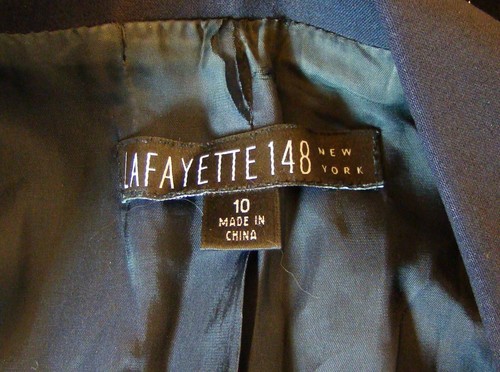 LAFAYETTE 148 NEW YORK
10
MADE IN
CHINA